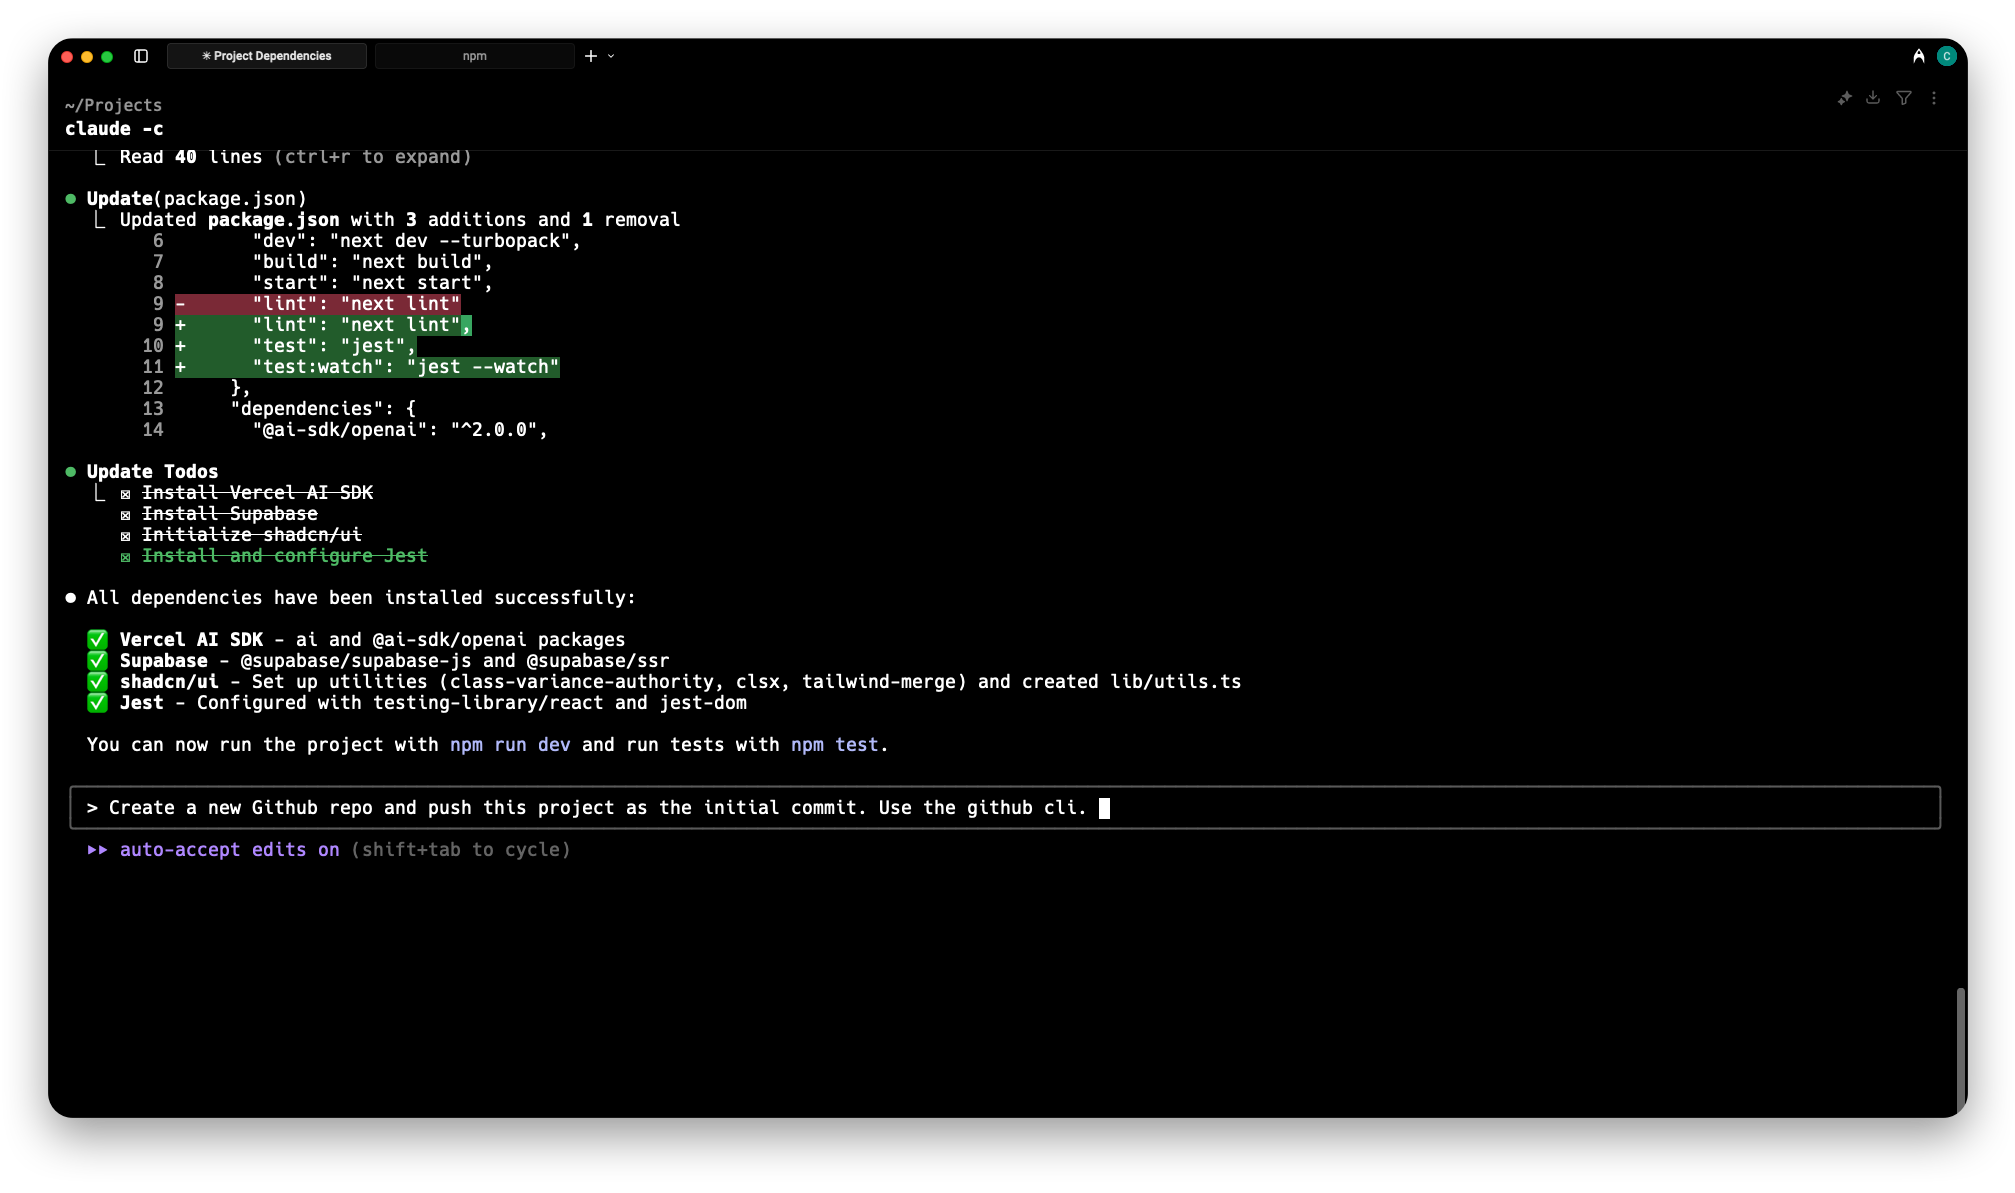 ✳ Project Dependencies
npm
C
~/Projects
claude -c
⎿ Read 40 lines (ctrl+r to expand)
● Update(package.json)
⎿ Updated package.json with 3 additions and 1 removal
6 "dev": "next dev --turbopack",
7 "build": "next build",
8 "start": "next start",
9 - "lint": "next lint"
9 + "lint": "next lint",
10 + "test": "jest",
11 + "test:watch": "jest --watch"
12 },
13 "dependencies": {
14 "@ai-sdk/openai": "^2.0.0",
● Update Todos
⎿ ☒ Install Vercel AI SDK
☒ Install Supabase
☒ Initialize shadcn/ui
☒ Install and configure Jest
● All dependencies have been installed successfully:
✅ Vercel AI SDK - ai and @ai-sdk/openai packages
✅ Supabase - @supabase/supabase-js and @supabase/ssr
✅ shadcn/ui - Set up utilities (class-variance-authority, clsx, tailwind-merge) and created lib/utils.ts
✅ Jest - Configured with testing-library/react and jest-dom
You can now run the project with npm run dev and run tests with npm test.
> Create a new Github repo and push this project as the initial commit. Use the github cli.
⏵⏵ auto-accept edits on (shift+tab to cycle)